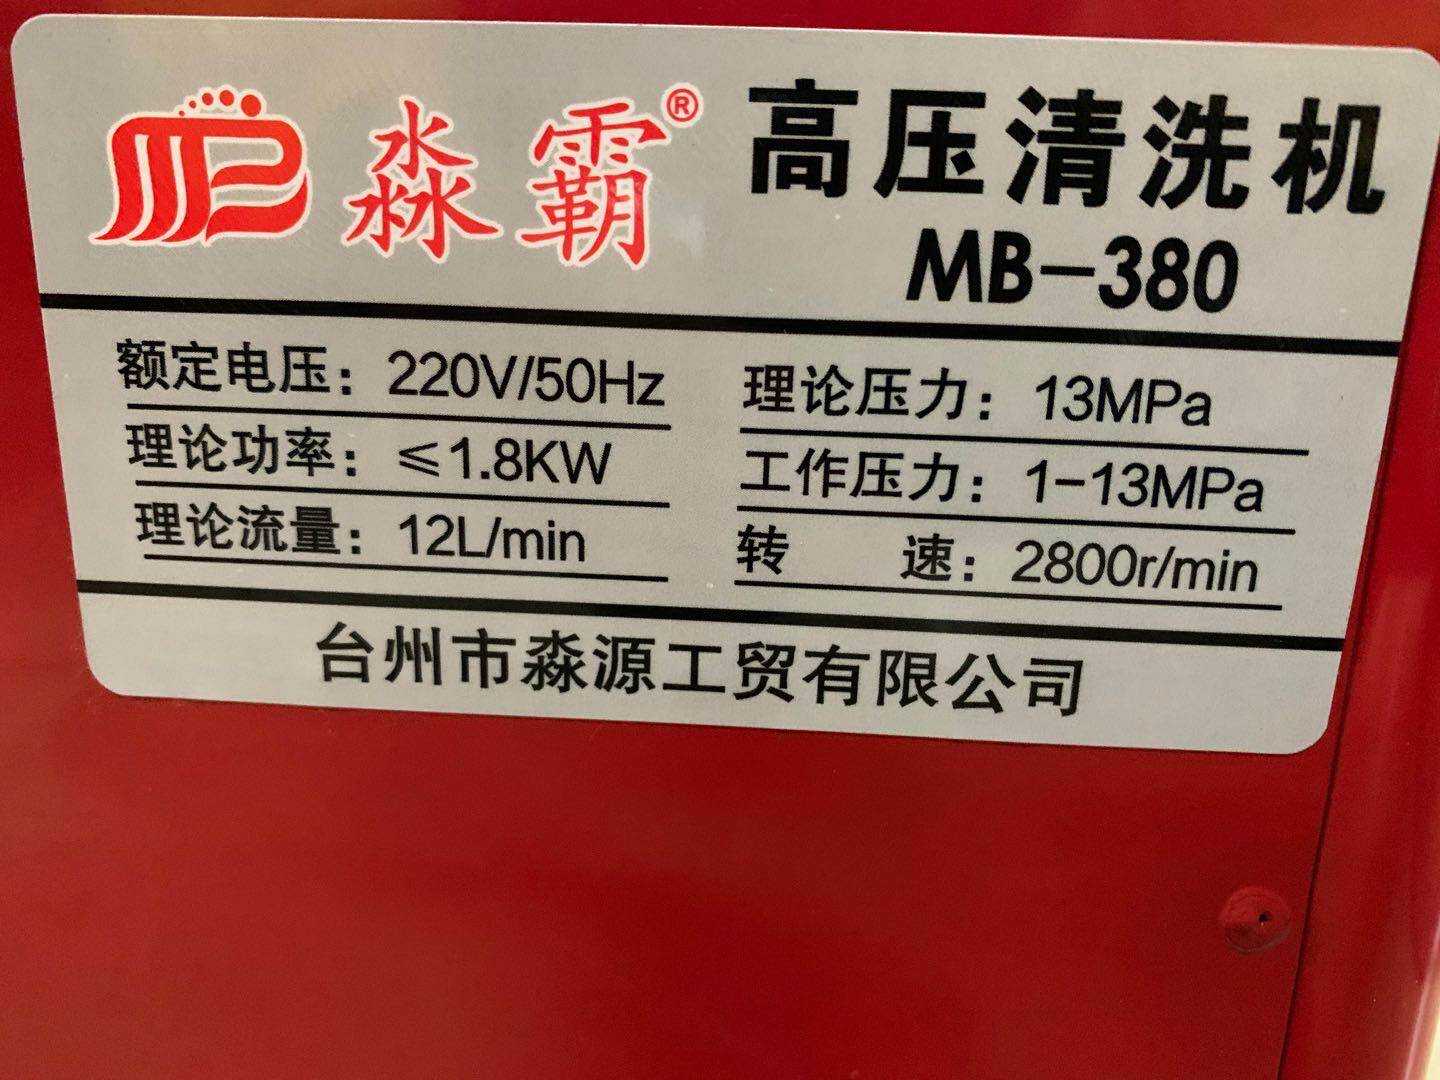 淼霸® 高压清洗机
MB-380
额定电压：220V/50Hz 理论压力：13MPa
理论功率：≤1.8KW 工作压力：1-13MPa
理论流量：12L/min 转 速：2800r/min
台州市淼源工贸有限公司